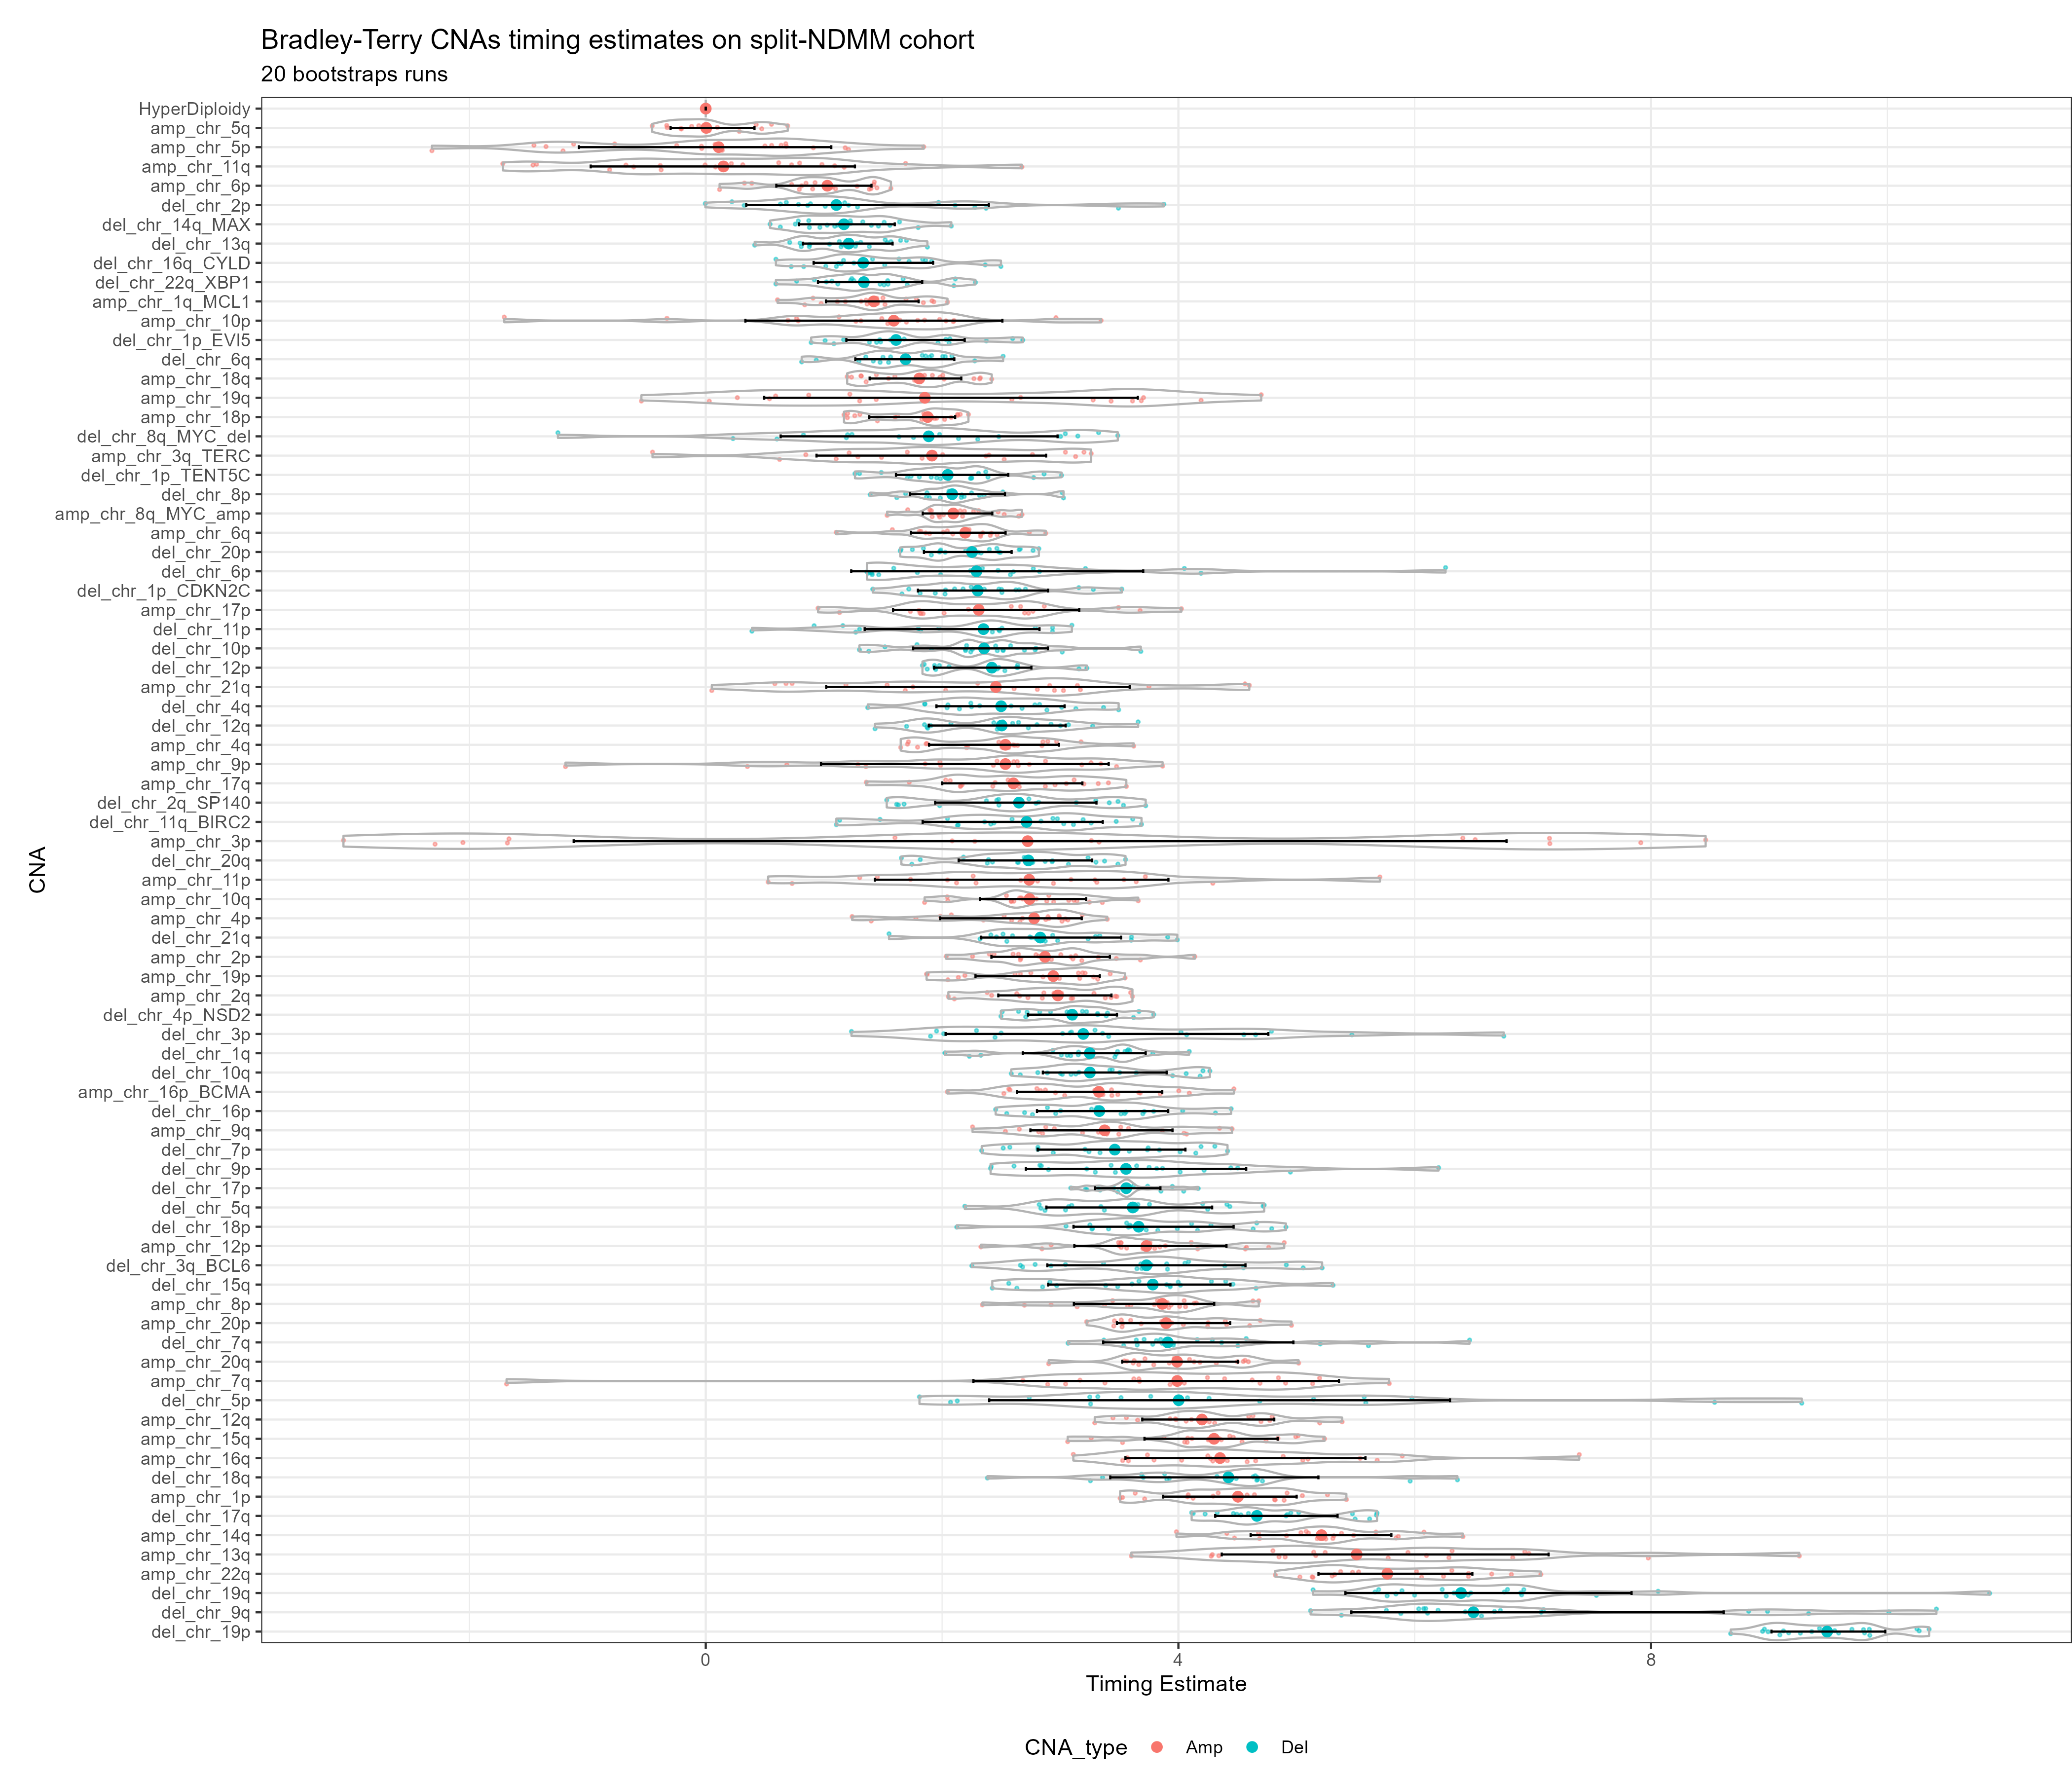 Bradley-Terry CNAs timing estimates on split-NDMM cohort
20 bootstraps runs
HyperDiploidy
amp_chr_5q
amp_chr_5p
amp_chr_11q
amp_chr_6p
del_chr_2p
del_chr_14q_MAX
del_chr_13q
del_chr_16q_CYLD
del_chr_22q_XBP1
amp_chr_1q_MCL1
amp_chr_10p
del_chr_1p_EVI5
del_chr_6q
amp_chr_18q
amp_chr_19q
amp_chr_18p
del_chr_8q_MYC_del
amp_chr_3q_TERC
del_chr_1p_TENT5C
del_chr_8p
amp_chr_8q_MYC_amp
amp_chr_6q
del_chr_20p
del_chr_6p
del_chr_1p_CDKN2C
amp_chr_17p
del_chr_11p
del_chr_10p
del_chr_12p
amp_chr_21q
del_chr_4q
del_chr_12q
amp_chr_4q
amp_chr_9p
amp_chr_17q
del_chr_2q_SP140
del_chr_11q_BIRC2
amp_chr_3p
del_chr_20q
amp_chr_11p
amp_chr_10q
amp_chr_4p
del_chr_21q
amp_chr_2p
amp_chr_19p
amp_chr_2q
del_chr_4p_NSD2
del_chr_3p
del_chr_1q
del_chr_10q
amp_chr_16p_BCMA
del_chr_16p
amp_chr_9q
del_chr_7p
del_chr_9p
del_chr_17p
del_chr_5q
del_chr_18p
amp_chr_12p
del_chr_3q_BCL6
del_chr_15q
amp_chr_8p
amp_chr_20p
del_chr_7q
amp_chr_20q
amp_chr_7q
del_chr_5p
amp_chr_12q
amp_chr_15q
amp_chr_16q
del_chr_18q
amp_chr_1p
del_chr_17q
amp_chr_14q
amp_chr_13q
amp_chr_22q
del_chr_19q
del_chr_9q
del_chr_19p
CNA
0 4 8
Timing Estimate
CNA_type Amp Del